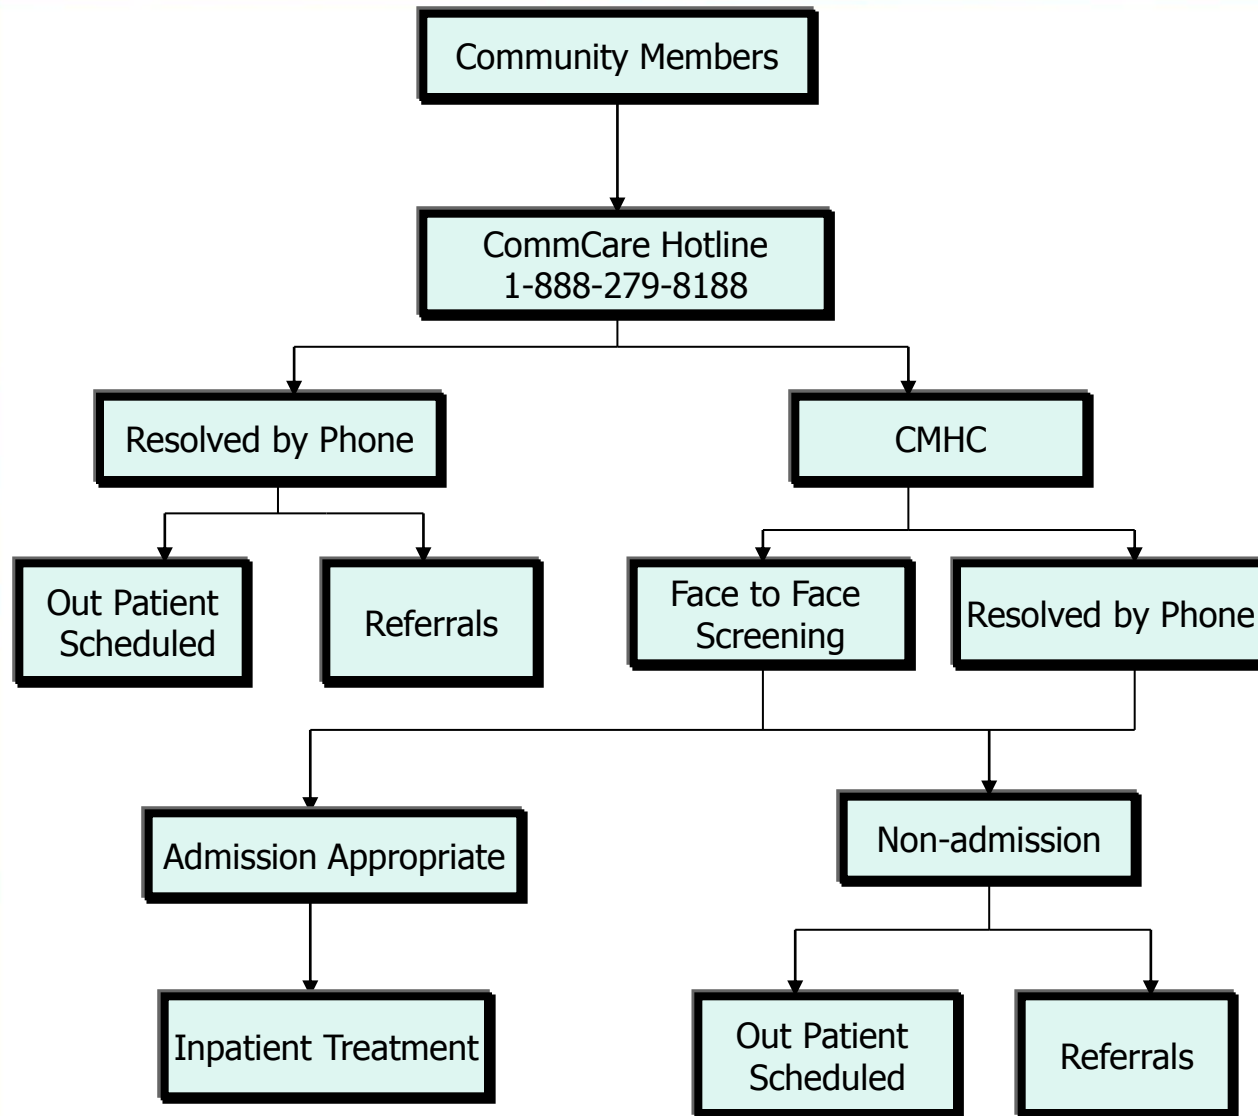 Community Members
CommCare Hotline
1-888-279-8188
Resolved by Phone
CMHC
Out Patient
Scheduled
Referrals
Face to Face
Screening
Resolved by Phone
Admission Appropriate
Non-admission
Inpatient Treatment
Out Patient
Scheduled
Referrals